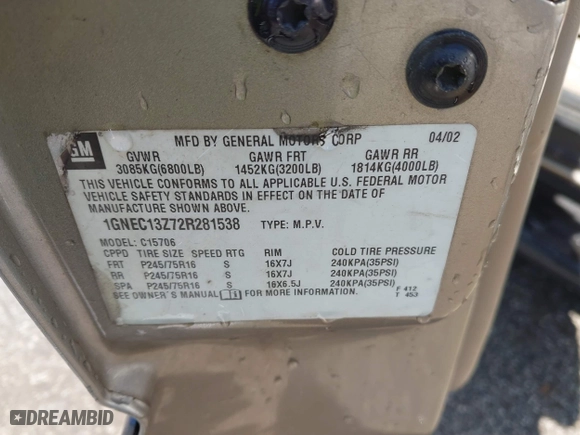 GM
MFD BY GENERAL MOTORS CORP 04/02
GVWR GAWR FRT GAWR RR
3085KG(6800LB) 1452KG(3200LB) 1814KG(4000LB)
THIS VEHICLE CONFORMS TO ALL APPLICABLE U.S. FEDERAL MOTOR
VEHICLE SAFETY STANDARDS IN EFFECT ON THE DATE OF
MANUFACTURE SHOWN ABOVE.
1GNEC13Z72R281538 TYPE: M.P.V.
MODEL: C15706
CPPD TIRE SIZE SPEED RTG RIM COLD TIRE PRESSURE
FRT P245/75R16 S 16X7J 240KPA(35PSI)
RR P245/75R16 S 16X7J 240KPA(35PSI)
SPA P245/75R16 S 16X6.5J 240KPA(35PSI)
SEE OWNER'S MANUAL FOR MORE INFORMATION.
F 412
T 453
DREAMBID